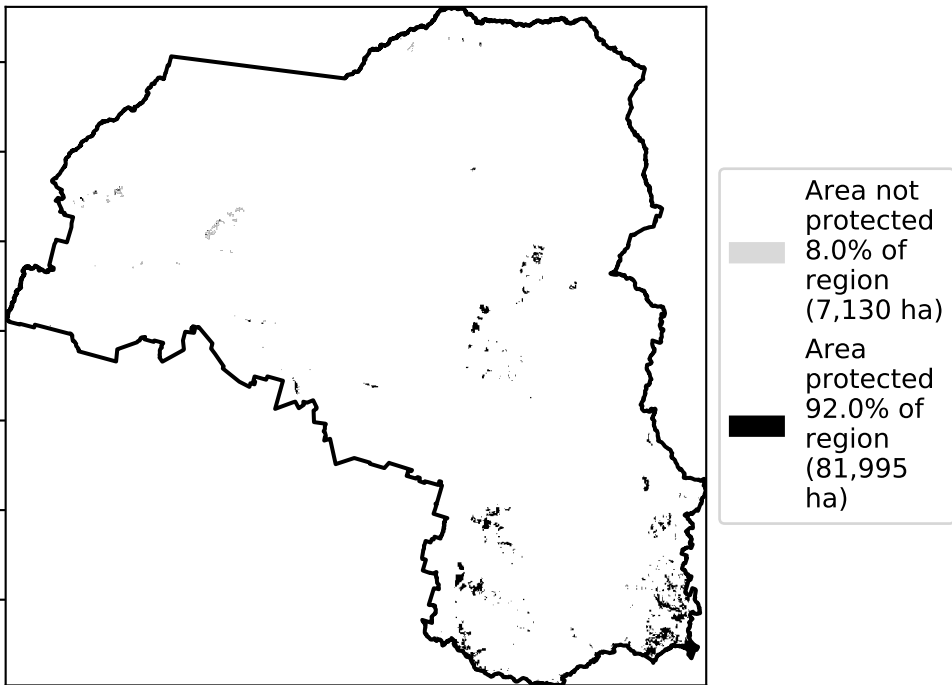 Area not
protected
8.0% of
region
(7,130 ha)
Area
protected
92.0% of
region
(81,995
ha)